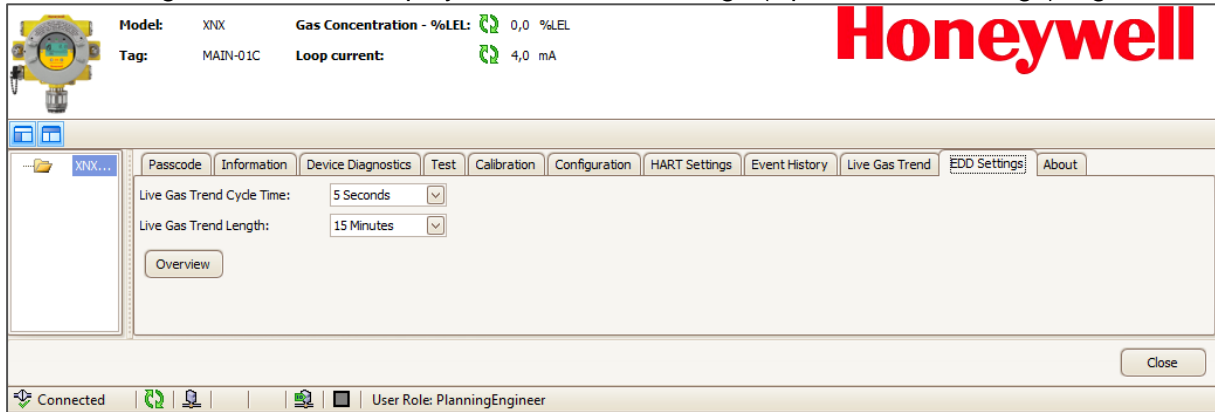 Model: XNX Gas Concentration - %LEL: 0,0 %LEL
Honeywell
Tag: MAIN-01C Loop current: 4,0 mA
XNX...
Passcode Information Device Diagnostics Test Calibration Configuration HART Settings Event History Live Gas Trend EDD Settings About
Live Gas Trend Cycle Time: 5 Seconds
Live Gas Trend Length: 15 Minutes
Overview
Close
Connected User Role: PlanningEngineer